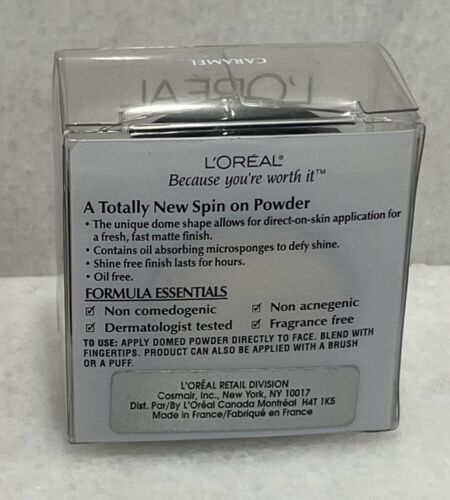 CARAMEL
L'ORÉAL
L'ORÉAL®
Because you're worth it™
A Totally New Spin on Powder
• The unique dome shape allows for direct-on-skin application for
a fresh, fast matte finish.
• Contains oil absorbing microsponges to defy shine.
• Shine free finish lasts for hours.
• Oil free.
FORMULA ESSENTIALS
☑ Non comedogenic ☑ Non acnegenic
☑ Dermatologist tested ☑ Fragrance free
TO USE: APPLY DOMED POWDER DIRECTLY TO FACE. BLEND WITH
FINGERTIPS. PRODUCT CAN ALSO BE APPLIED WITH A BRUSH
OR A PUFF.
L'ORÉAL RETAIL DIVISION
Cosmair, Inc., New York, NY 10017
Dist. Par/By L'Oréal Canada Montréal H4T 1K5
Made in France/Fabriqué en France